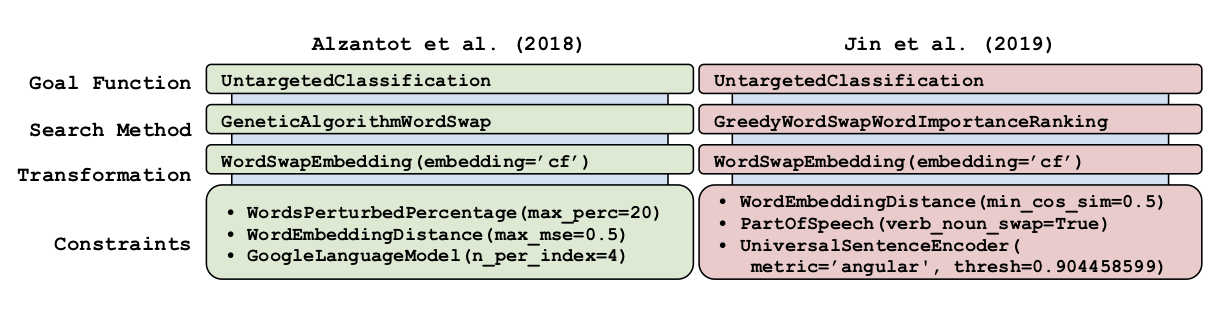 Alzantot et al. (2018)
Jin et al. (2019)
Goal Function
UntargetedClassification
UntargetedClassification
Search Method
GeneticAlgorithmWordSwap
GreedyWordSwapWordImportanceRanking
Transformation
WordSwapEmbedding(embedding=’cf’)
WordSwapEmbedding(embedding=’cf’)
Constraints
• WordsPerturbedPercentage(max_perc=20)
• WordEmbeddingDistance(max_mse=0.5)
• GoogleLanguageModel(n_per_index=4)
• WordEmbeddingDistance(min_cos_sim=0.5)
• PartOfSpeech(verb_noun_swap=True)
• UniversalSentenceEncoder(
metric=’angular', thresh=0.904458599)